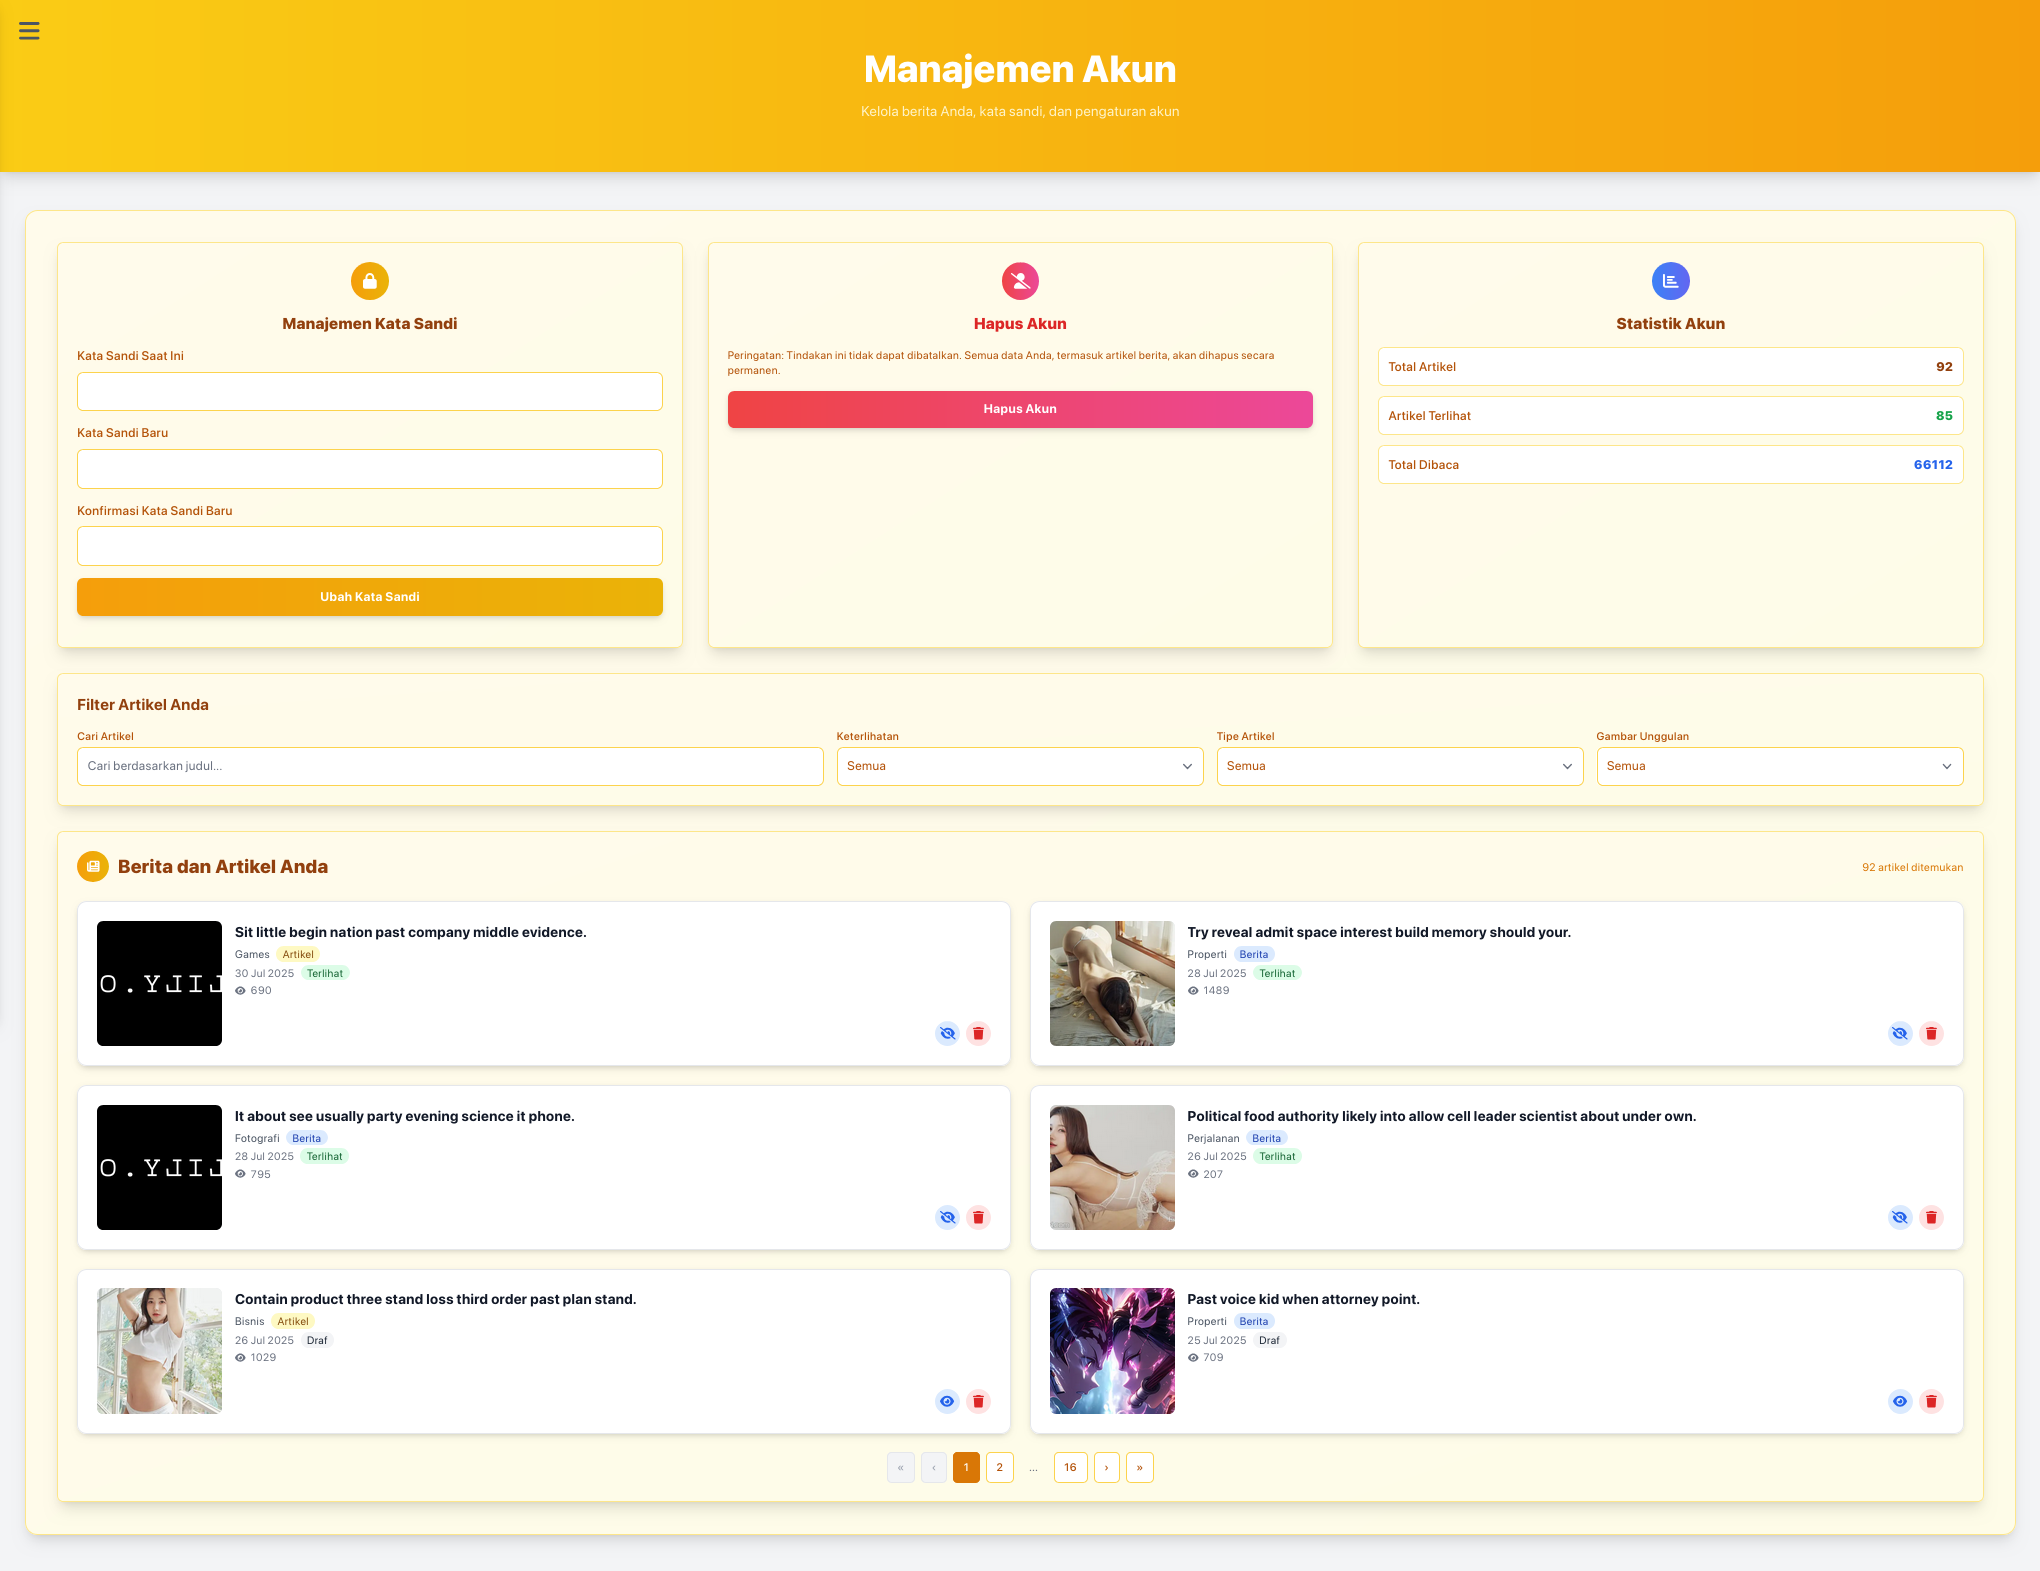 Manajemen Akun
Kelola berita Anda, kata sandi, dan pengaturan akun
Manajemen Kata Sandi
Kata Sandi Saat Ini
Kata Sandi Baru
Konfirmasi Kata Sandi Baru
Ubah Kata Sandi
Hapus Akun
Peringatan: Tindakan ini tidak dapat dibatalkan. Semua data Anda, termasuk artikel berita, akan dihapus secara
permanen.
Hapus Akun
Statistik Akun
Total Artikel 92
Artikel Terlihat 85
Total Dibaca 66112
Filter Artikel Anda
Cari Artikel
Cari berdasarkan judul...
Keterlihatan
Semua
Tipe Artikel
Semua
Gambar Unggulan
Semua
Berita dan Artikel Anda
92 artikel ditemukan
Sit little begin nation past company middle evidence.
Games Artikel
30 Jul 2025 Terlihat
690
Try reveal admit space interest build memory should your.
Properti Berita
28 Jul 2025 Terlihat
1489
It about see usually party evening science it phone.
Fotografi Berita
28 Jul 2025 Terlihat
795
Political food authority likely into allow cell leader scientist about under own.
Perjalanan Berita
26 Jul 2025 Terlihat
207
Contain product three stand loss third order past plan stand.
Bisnis Artikel
26 Jul 2025 Draf
1029
Past voice kid when attorney point.
Properti Berita
25 Jul 2025 Draf
709
« ‹ 1 2 ... 16 › »